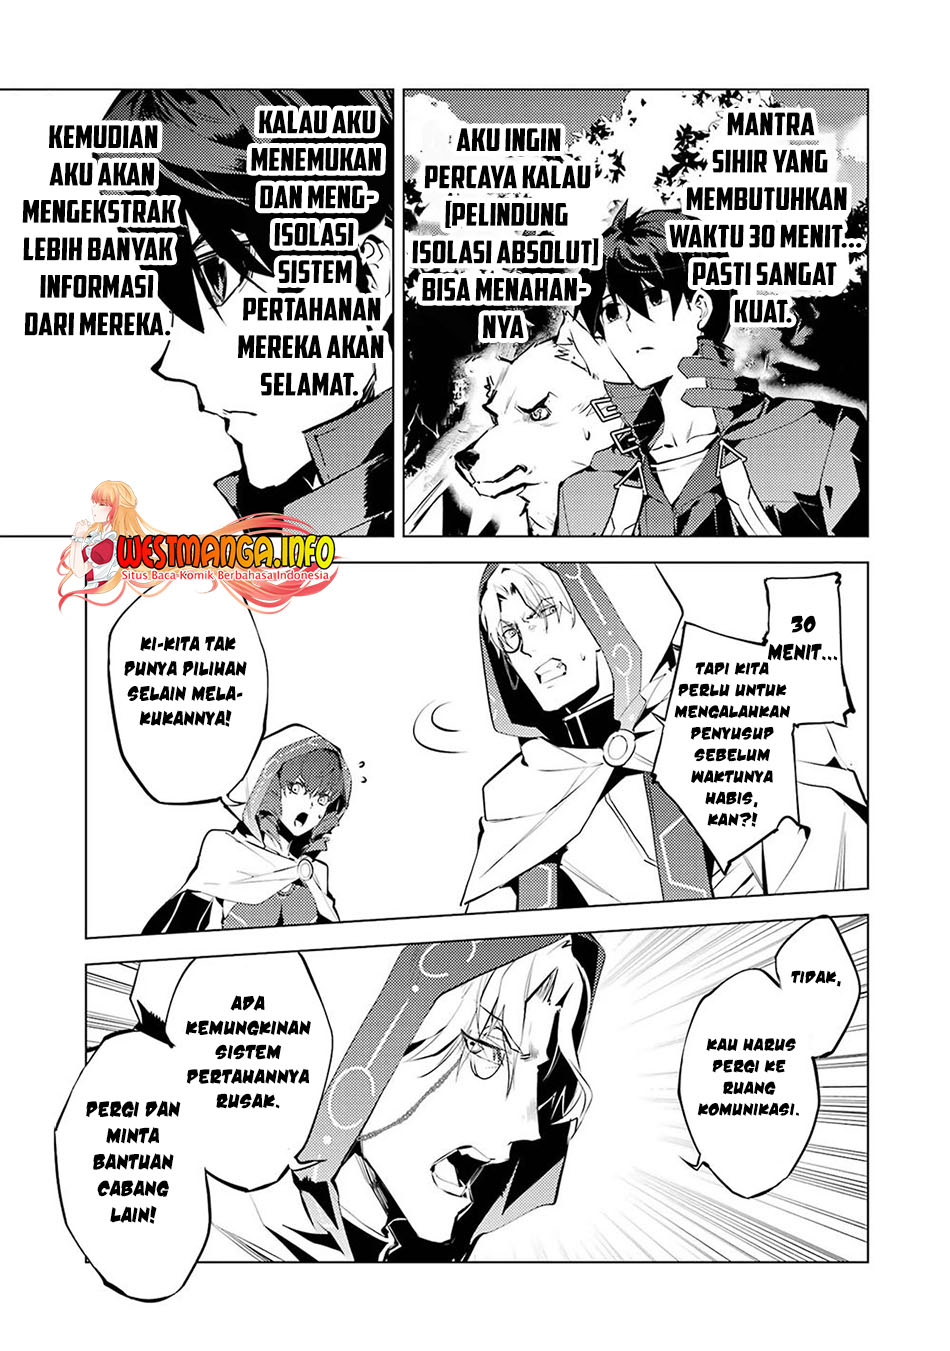 MANTRA
SIHIR YANG
MEMBUTUHKAN
WAKTU 30 MENIT...
PASTI SANGAT
KUAT.
AKU INGIN
PERCAYA KALAU
[PELINDUNG
ISOLASI ABSOLUT]
BISA MENAHAN-
NYA
KALAU AKU
MENEMUKAN
DAN MENG-
ISOLASI
SISTEM
PERTAHANAN
MEREKA AKAN
SELAMAT.
KEMUDIAN
AKU AKAN
MENGEKSTRAK
LEBIH BANYAK
INFORMASI
DARI MEREKA.
WESTMANGA.INFO
Situs Baca Komik Berbahasa Indonesia
30
MENIT...
TAPI KITA
PERLU UNTUK
MENGALAHKAN
PENYUSUP
SEBELUM
WAKTUNYA
HABIS,
KAN?!
KI-KITA TAK
PUNYA PILIHAN
SELAIN MELA-
KUKANNYA!
TIDAK,
KAU HARUS
PERGI KE
RUANG
KOMUNIKASI.
ADA
KEMUNGKINAN
SISTEM
PERTAHANNYA
RUSAK.
PERGI DAN
MINTA
BANTUAN
CABANG
LAIN!